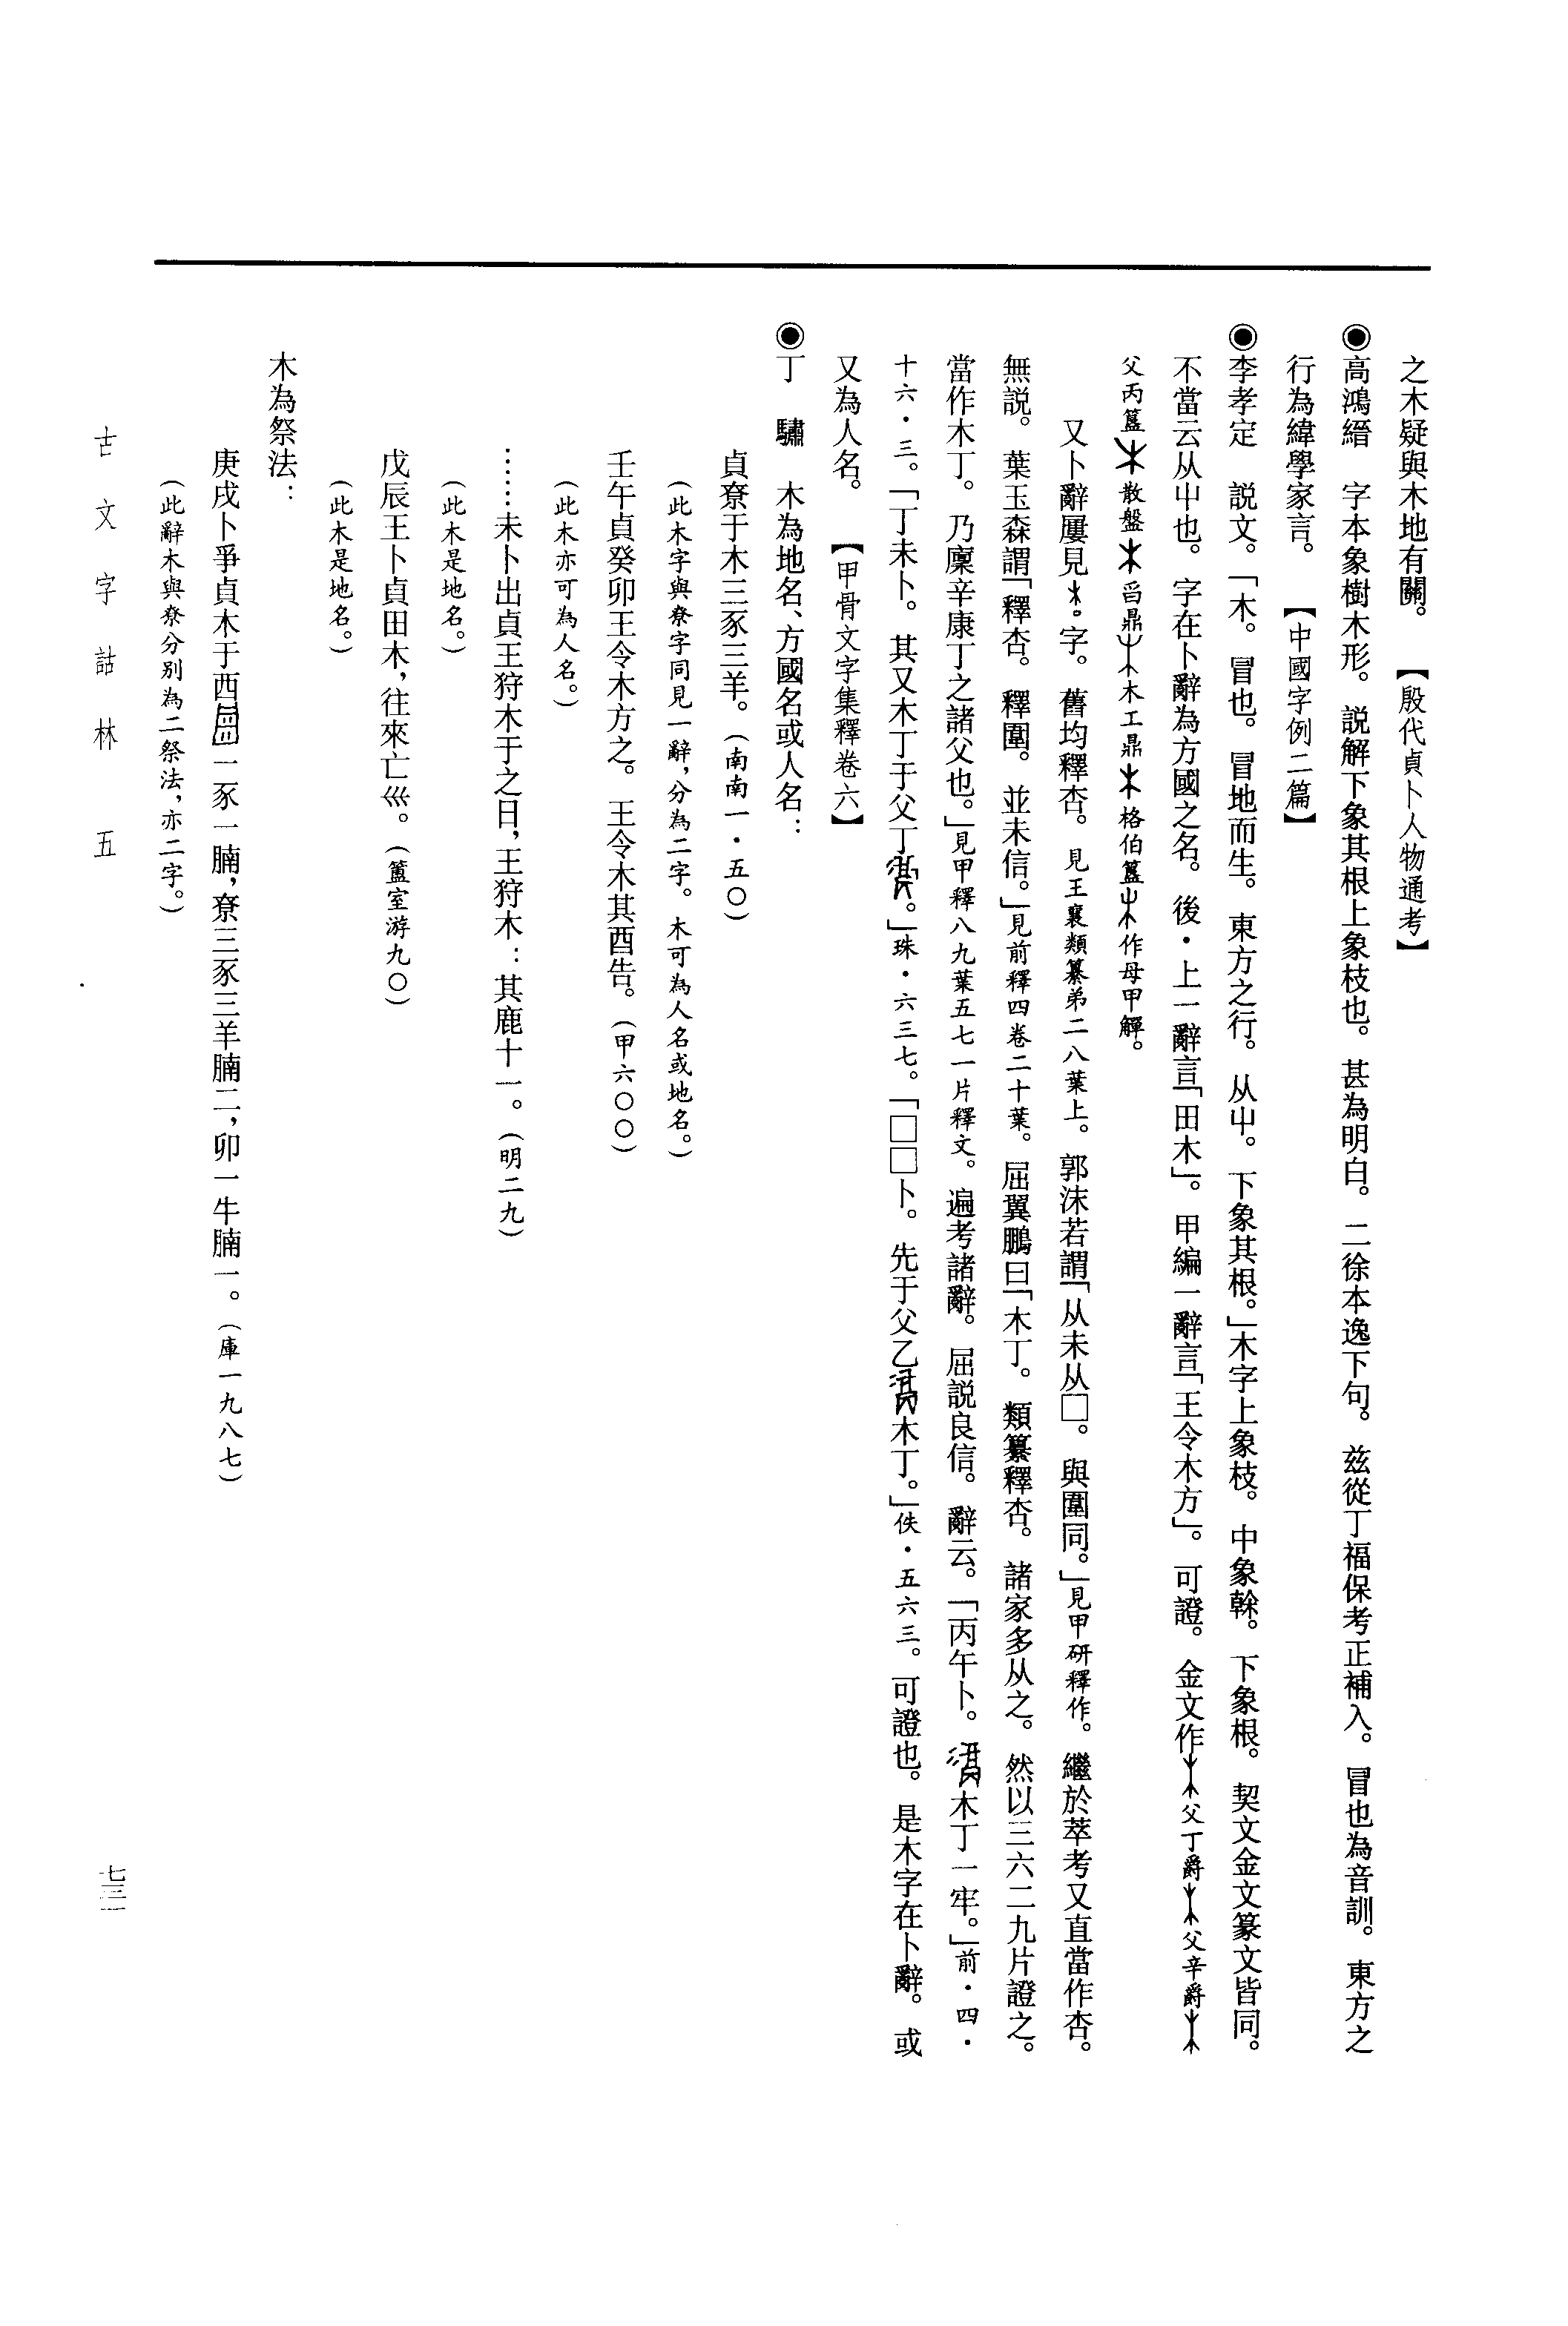 之木疑與木地有關。　【殷代貞卜人物通考】
◉高鴻縉　字本象樹木形。説解下象其根上象枝也。甚為明白。二徐本逸下句。兹從丁福保考正補入。冒也為音訓。東方之
行為緯學家言。　【中國字例二篇】
◉李孝定　説文。「木。冒也。冒地而生。東方之行。从屮。下象其根。」木字上象枝。中象榦。下象根。契文金文篆文皆同。
不當云从屮也。字在卜辭為方國之名。後·上一辭言「田木」。甲編一辭言「王令木方」。可證。金文作父丁爵父辛爵
父丙簋散盤舀鼎木工鼎格伯簋作母甲觶。
又卜辭屢見字。舊均釋杏。見王襄類纂弟二八葉上。郭沫若謂「从木从□。與圍同。」見甲研釋作。繼於萃考又直當作杏。
無説。葉玉森謂「釋杏。釋圍。並未信。」見前釋四卷二十葉。屈翼鵬曰「木丁。類纂釋杏。諸家多从之。然以三六二九片證之。
當作木丁。乃廩辛康丁之諸父也。」見甲釋八九葉五七一片釋文。遍考諸辭。屈説良信。辭云。「丙午卜。木丁一牢。」前·四·
十六·三。「丁未卜。其又木丁于父丁。」珠·六三七。「□□卜。先于父乙木丁。」佚·五六三。可證也。是木字在卜辭。或
又為人名。　【甲骨文字集釋卷六】
◉丁　驌　木為地名、方國名或人名：
貞尞于木三豕三羊。（南南一·五〇）
（此木字與尞字同見一辭，分為二字。木可為人名或地名。）
壬午貞癸卯王令木方之。王令木其酉告。（甲六〇〇）
（此木亦可為人名。）
……未卜出貞王狩木于之日，王狩木：其鹿十一。（明二九）
（此木是地名。）
戊辰王卜貞田木，往來亡巛。（簠室游九〇）
（此木是地名。）
木為祭法：
庚戌卜爭貞木于西一豕一腩，尞三豕三羊腩二，卯一牛腩一。（庫一九八七）
（此辭木與尞分别為二祭法，亦二字。）
古文字詁林　五
七三一